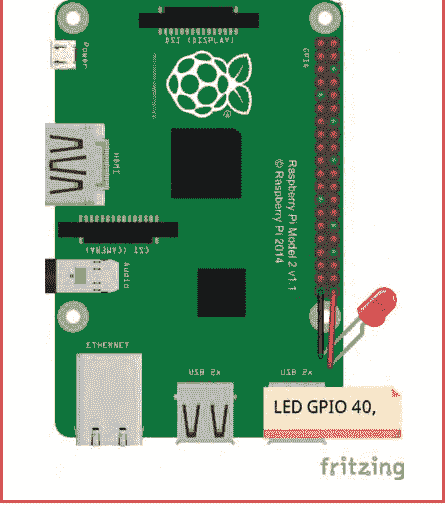 DSI (DISPLAY)
Power
GPIO
®
HDMI
Raspberry Pi Model 2 v1.1
© Raspberry Pi 2014
CSI (CAMERA)
Audio
ETHERNET
USB 2x
USB 2x
LED GPIO 40,
fritzing